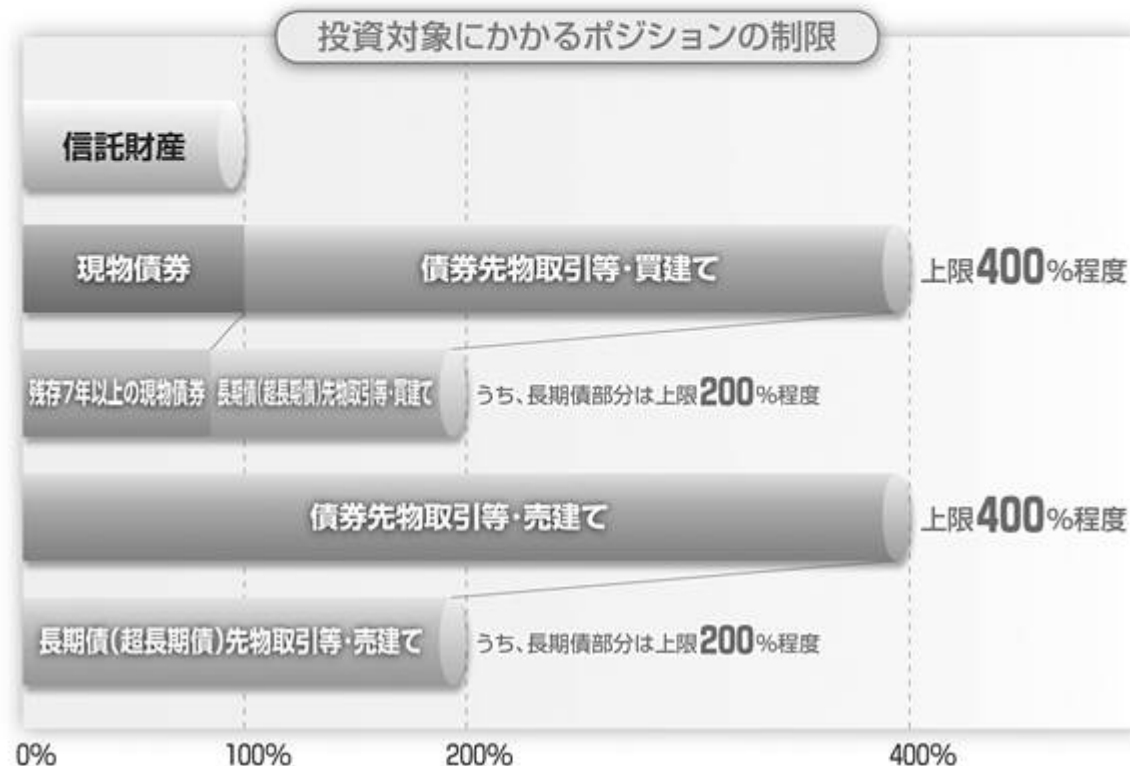 投資対象にかかるポジションの制限
信託財産
現物債券 債券先物取引等・買建て 上限400%程度
残存7年以上の現物債券 長期債(超長期債)先物取引等・買建て うち、長期債部分は上限200%程度
債券先物取引等・売建て 上限400%程度
長期債(超長期債)先物取引等・売建て うち、長期債部分は上限200%程度
0% 100% 200% 400%